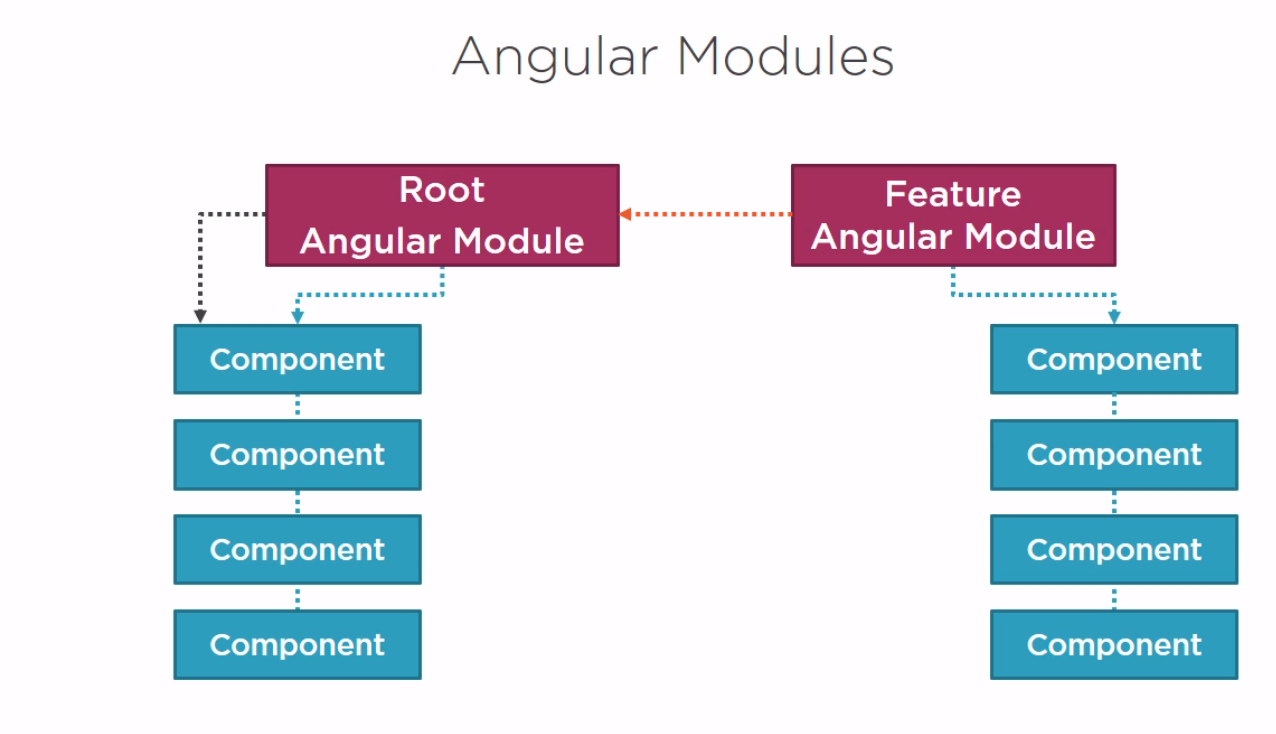 Angular Modules
Root
Angular Module
Feature
Angular Module
Component
Component
Component
Component
Component
Component
Component
Component